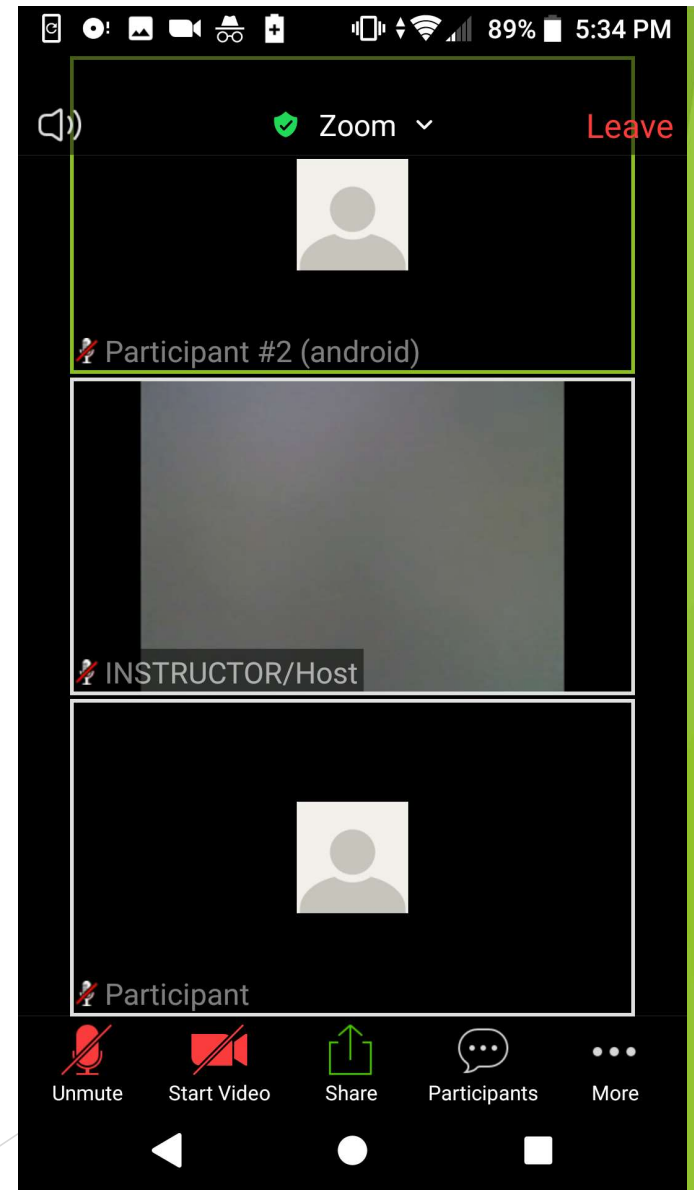 89% 5:34 PM
Zoom Leave
Participant #2 (android)
INSTRUCTOR/Host
Participant
Unmute Start Video Share Participants More